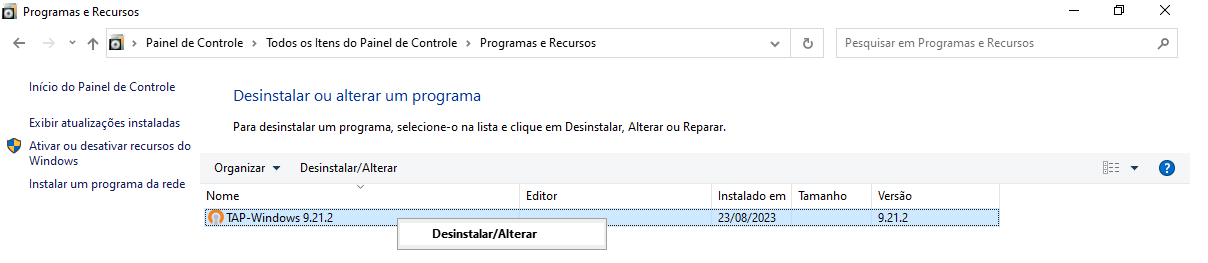 Programas e Recursos
Painel de Controle > Todos os Itens do Painel de Controle > Programas e Recursos
Pesquisar em Programas e Recursos
Início do Painel de Controle
Exibir atualizações instaladas
Ativar ou desativar recursos do
Windows
Instalar um programa da rede
Desinstalar ou alterar um programa
Para desinstalar um programa, selecione-o na lista e clique em Desinstalar, Alterar ou Reparar.
Organizar Desinstalar/Alterar
Nome Editor Instalado em Tamanho Versão
TAP-Windows 9.21.2 23/08/2023 9.21.2
Desinstalar/Alterar